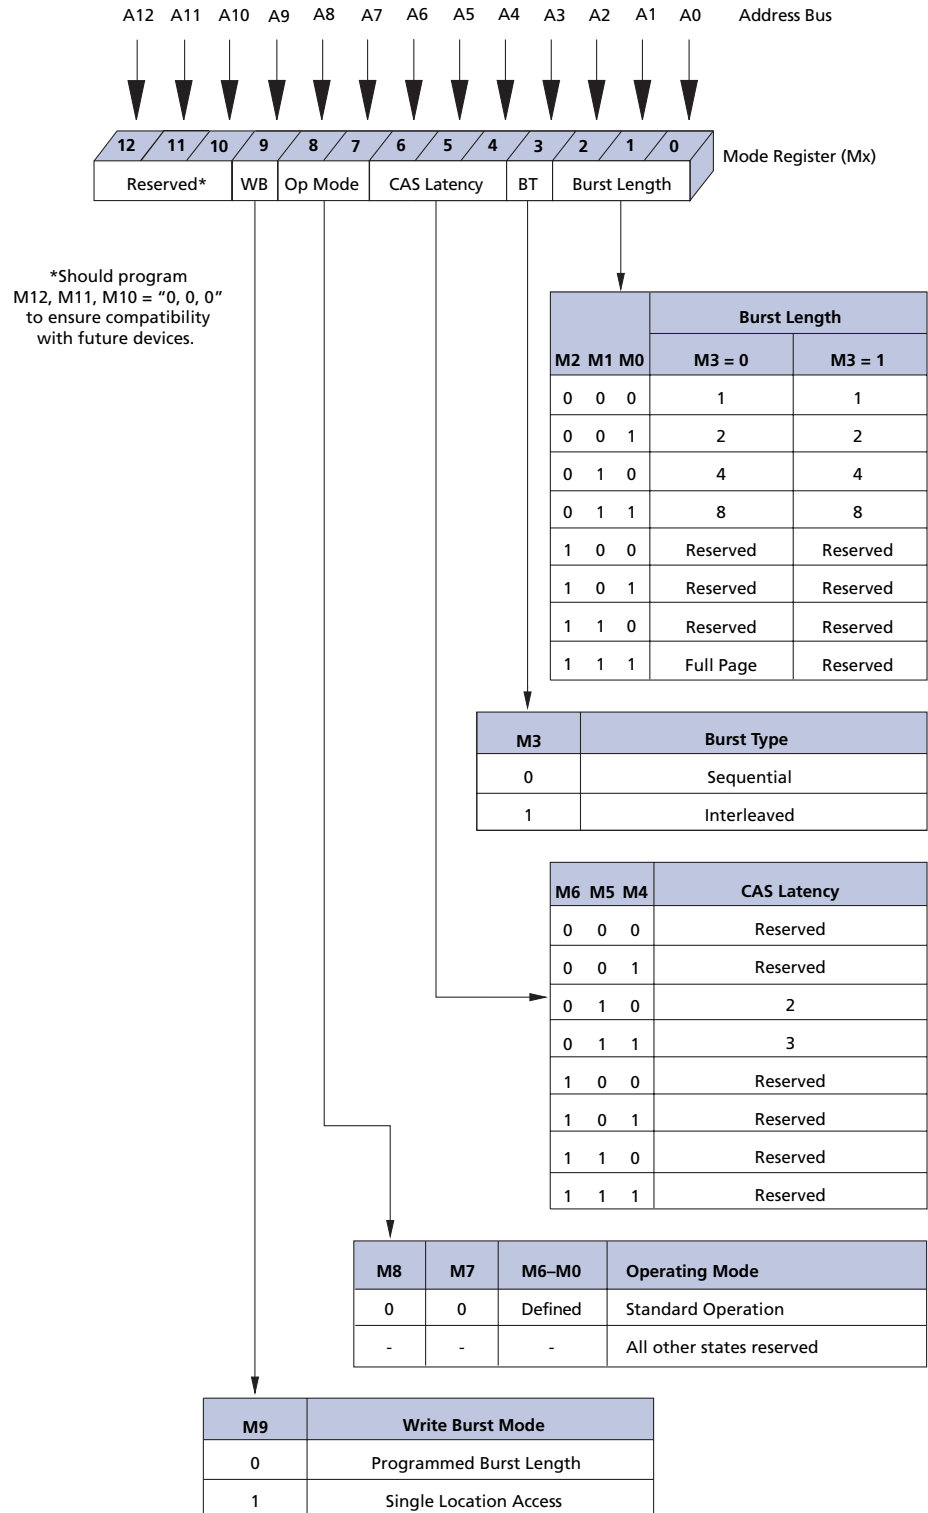 A12 A11 A10 A9 A8 A7 A6 A5 A4 A3 A2 A1 A0 Address Bus
12 11 10 9 8 7 6 5 4 3 2 1 0
Mode Register (Mx)
Reserved* WB Op Mode CAS Latency BT Burst Length
*Should program
M12, M11, M10 = “0, 0, 0”
to ensure compatibility
with future devices.
Burst Length
M2 M1 M0 M3 = 0 M3 = 1
0 0 0 1 1
0 0 1 2 2
0 1 0 4 4
0 1 1 8 8
1 0 0 Reserved Reserved
1 0 1 Reserved Reserved
1 1 0 Reserved Reserved
1 1 1 Full Page Reserved
M3 Burst Type
0 Sequential
1 Interleaved
M6 M5 M4 CAS Latency
0 0 0 Reserved
0 0 1 Reserved
0 1 0 2
0 1 1 3
1 0 0 Reserved
1 0 1 Reserved
1 1 0 Reserved
1 1 1 Reserved
M8 M7 M6–M0 Operating Mode
0 0 Defined Standard Operation
- - - All other states reserved
M9 Write Burst Mode
0 Programmed Burst Length
1 Single Location Access